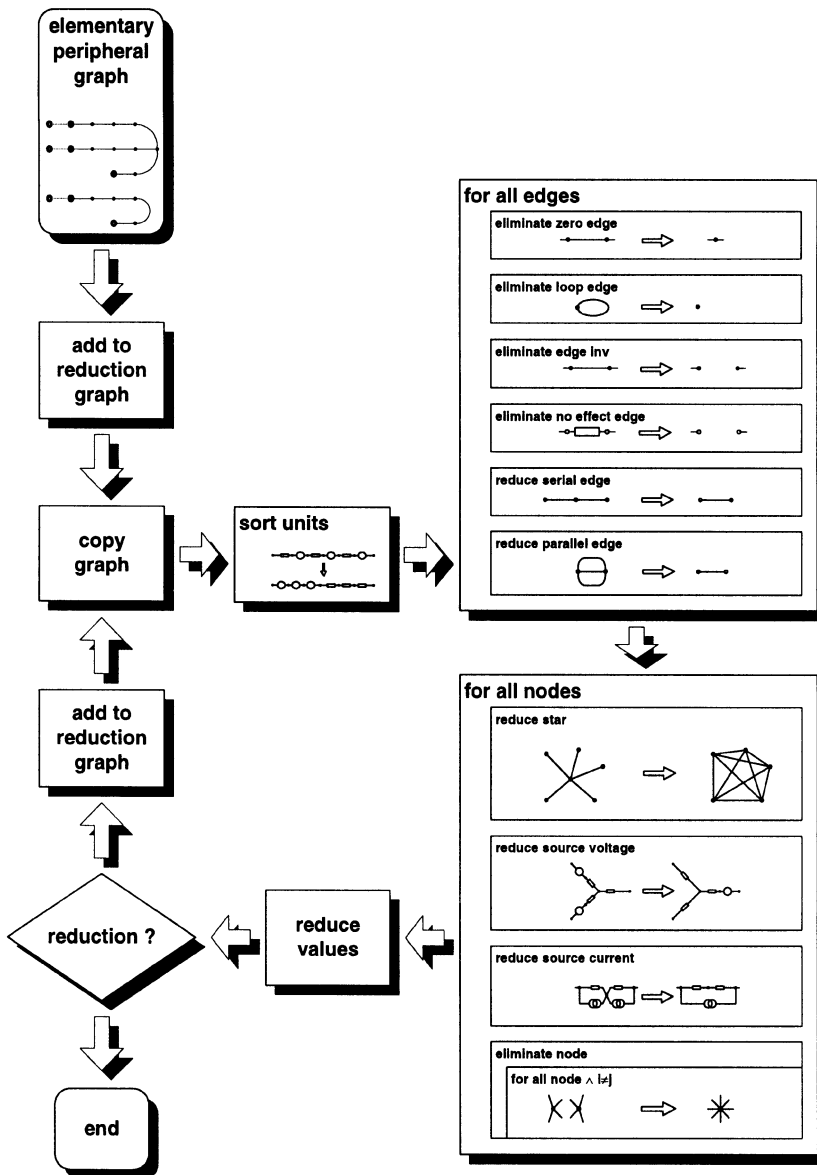 elementary
peripheral
graph
add to
reduction
graph
copy
graph
sort units
for all edges
eliminate zero edge
eliminate loop edge
eliminate edge inv
eliminate no effect edge
reduce serial edge
reduce parallel edge
for all nodes
reduce star
reduce source voltage
reduce source current
eliminate node
for all node ∧ i≠j
reduce
values
reduction ?
add to
reduction
graph
end